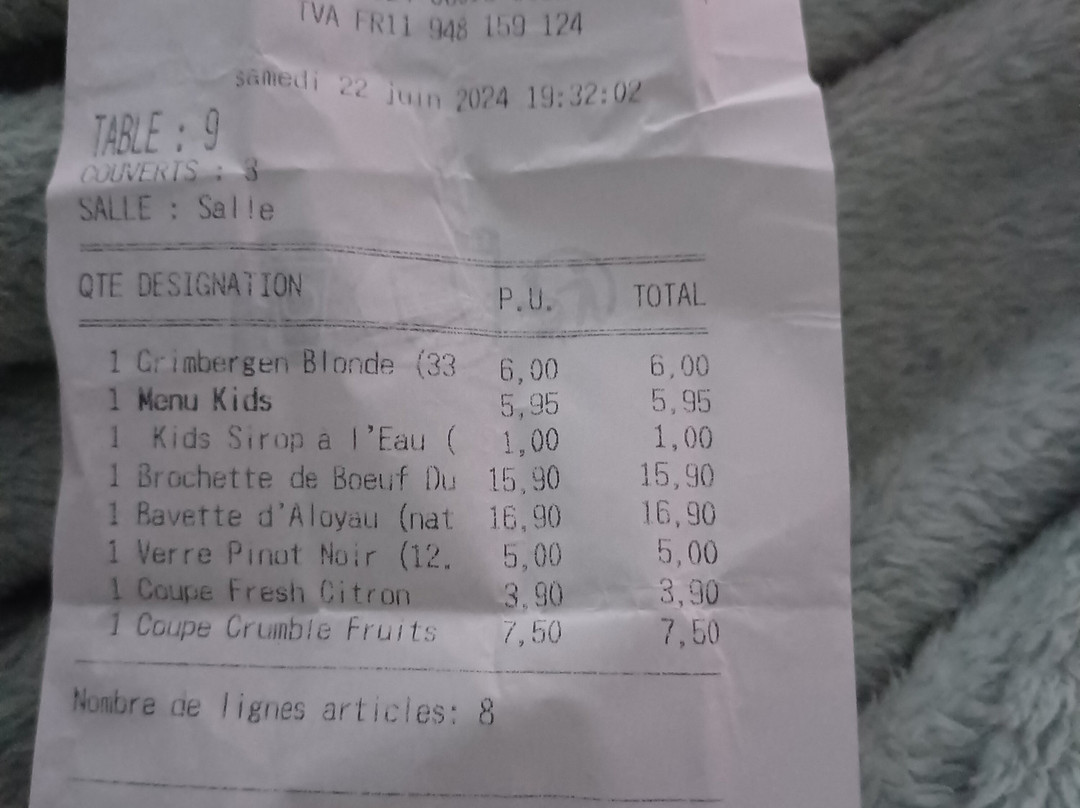 TVA FR11 948 159 124
samedi 22 juin 2024 19:32:02
TABLE : 9
COUVERTS : 3
SALLE : Salle
QTE DESIGNATION P.U. TOTAL
1 Grimbergen Blonde (33 6,00 6,00
1 Menu Kids 5,95 5,95
1 Kids Sirop a l'Eau ( 1,00 1,00
1 Brochette de Boeuf Du 15,90 15,90
1 Bavette d'Aloyau (nat 16,90 16,90
1 Verre Pinot Noir (12. 5,00 5,00
1 Coupe Fresh Citron 3,90 3,90
1 Coupe Crumble Fruits 7,50 7,50
Nombre de lignes articles: 8